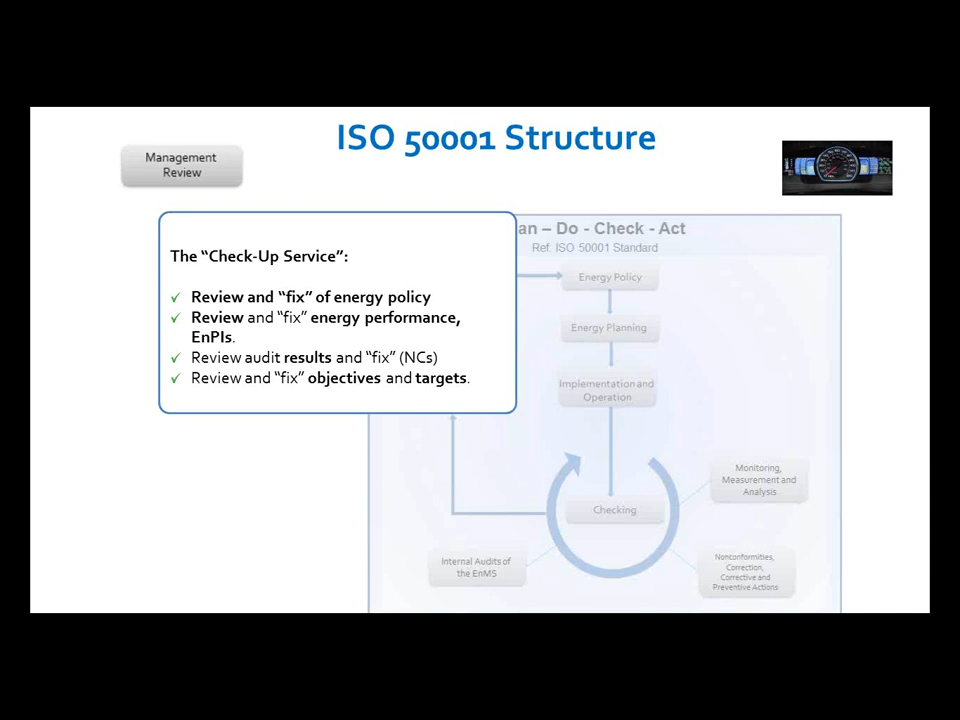 ISO 50001 Structure
Management
Review
The “Check-Up Service”:
✓ Review and “fix” of energy policy
✓ Review and “fix” energy performance,
EnPIs.
✓ Review audit results and “fix” (NCs)
✓ Review and “fix” objectives and targets.
an – Do - Check - Act
Ref. ISO 50001 Standard
Energy Policy
Energy Planning
Implementation and
Operation
Checking
Monitoring,
Measurement and
Analysis
Internal Audits of
the EnMS
Nonconformities,
Correction,
Corrective and
Preventive Actions